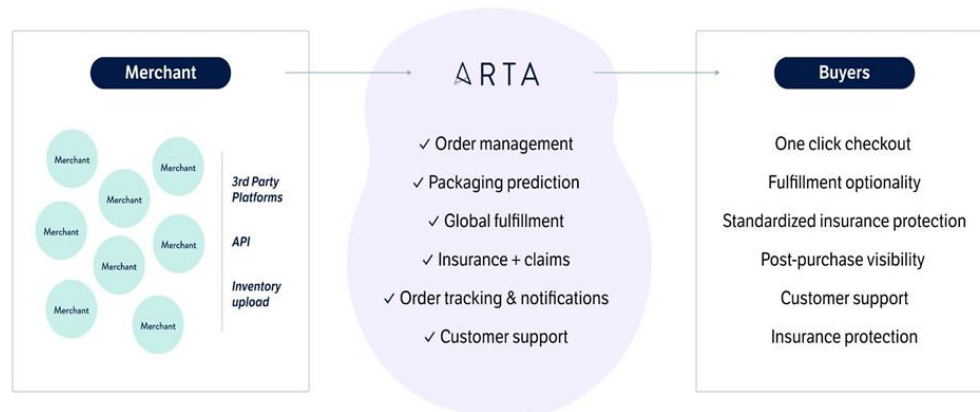 Merchant
Merchant
Merchant
Merchant
Merchant
Merchant
Merchant
Merchant
Merchant
3rd Party
Platforms
API
Inventory
upload
ARTA
✓ Order management
✓ Packaging prediction
✓ Global fulfillment
✓ Insurance + claims
✓ Order tracking & notifications
✓ Customer support
Buyers
One click checkout
Fulfillment optionality
Standardized insurance protection
Post-purchase visibility
Customer support
Insurance protection